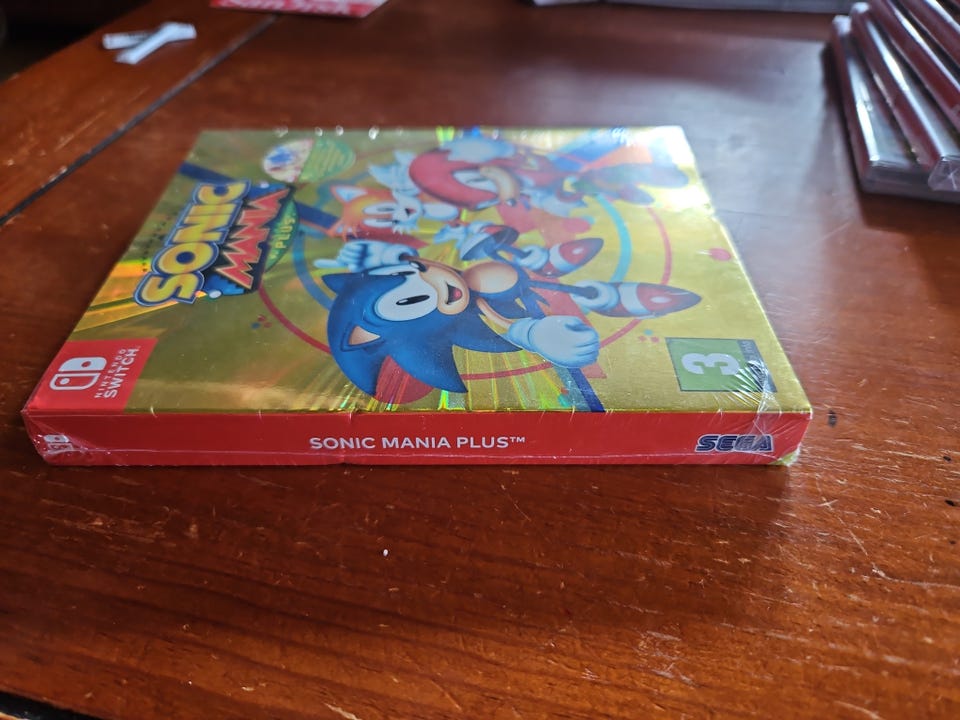 SONIC
MANIA
PLUS
NINTENDO
SWITCH
3
SONIC MANIA PLUS™
SEGA